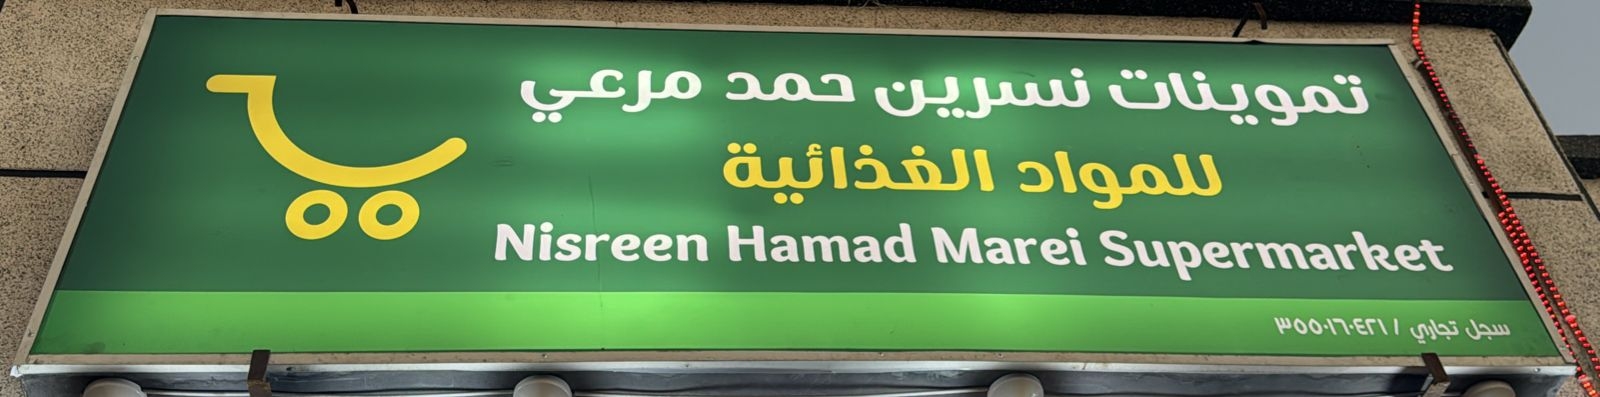 تموينات نسرين حمد مرعي
للمواد الغذائية
Nisreen Hamad Marei Supermarket
سجل تجاري / ٣٥٥٠١٦٠٤٢١